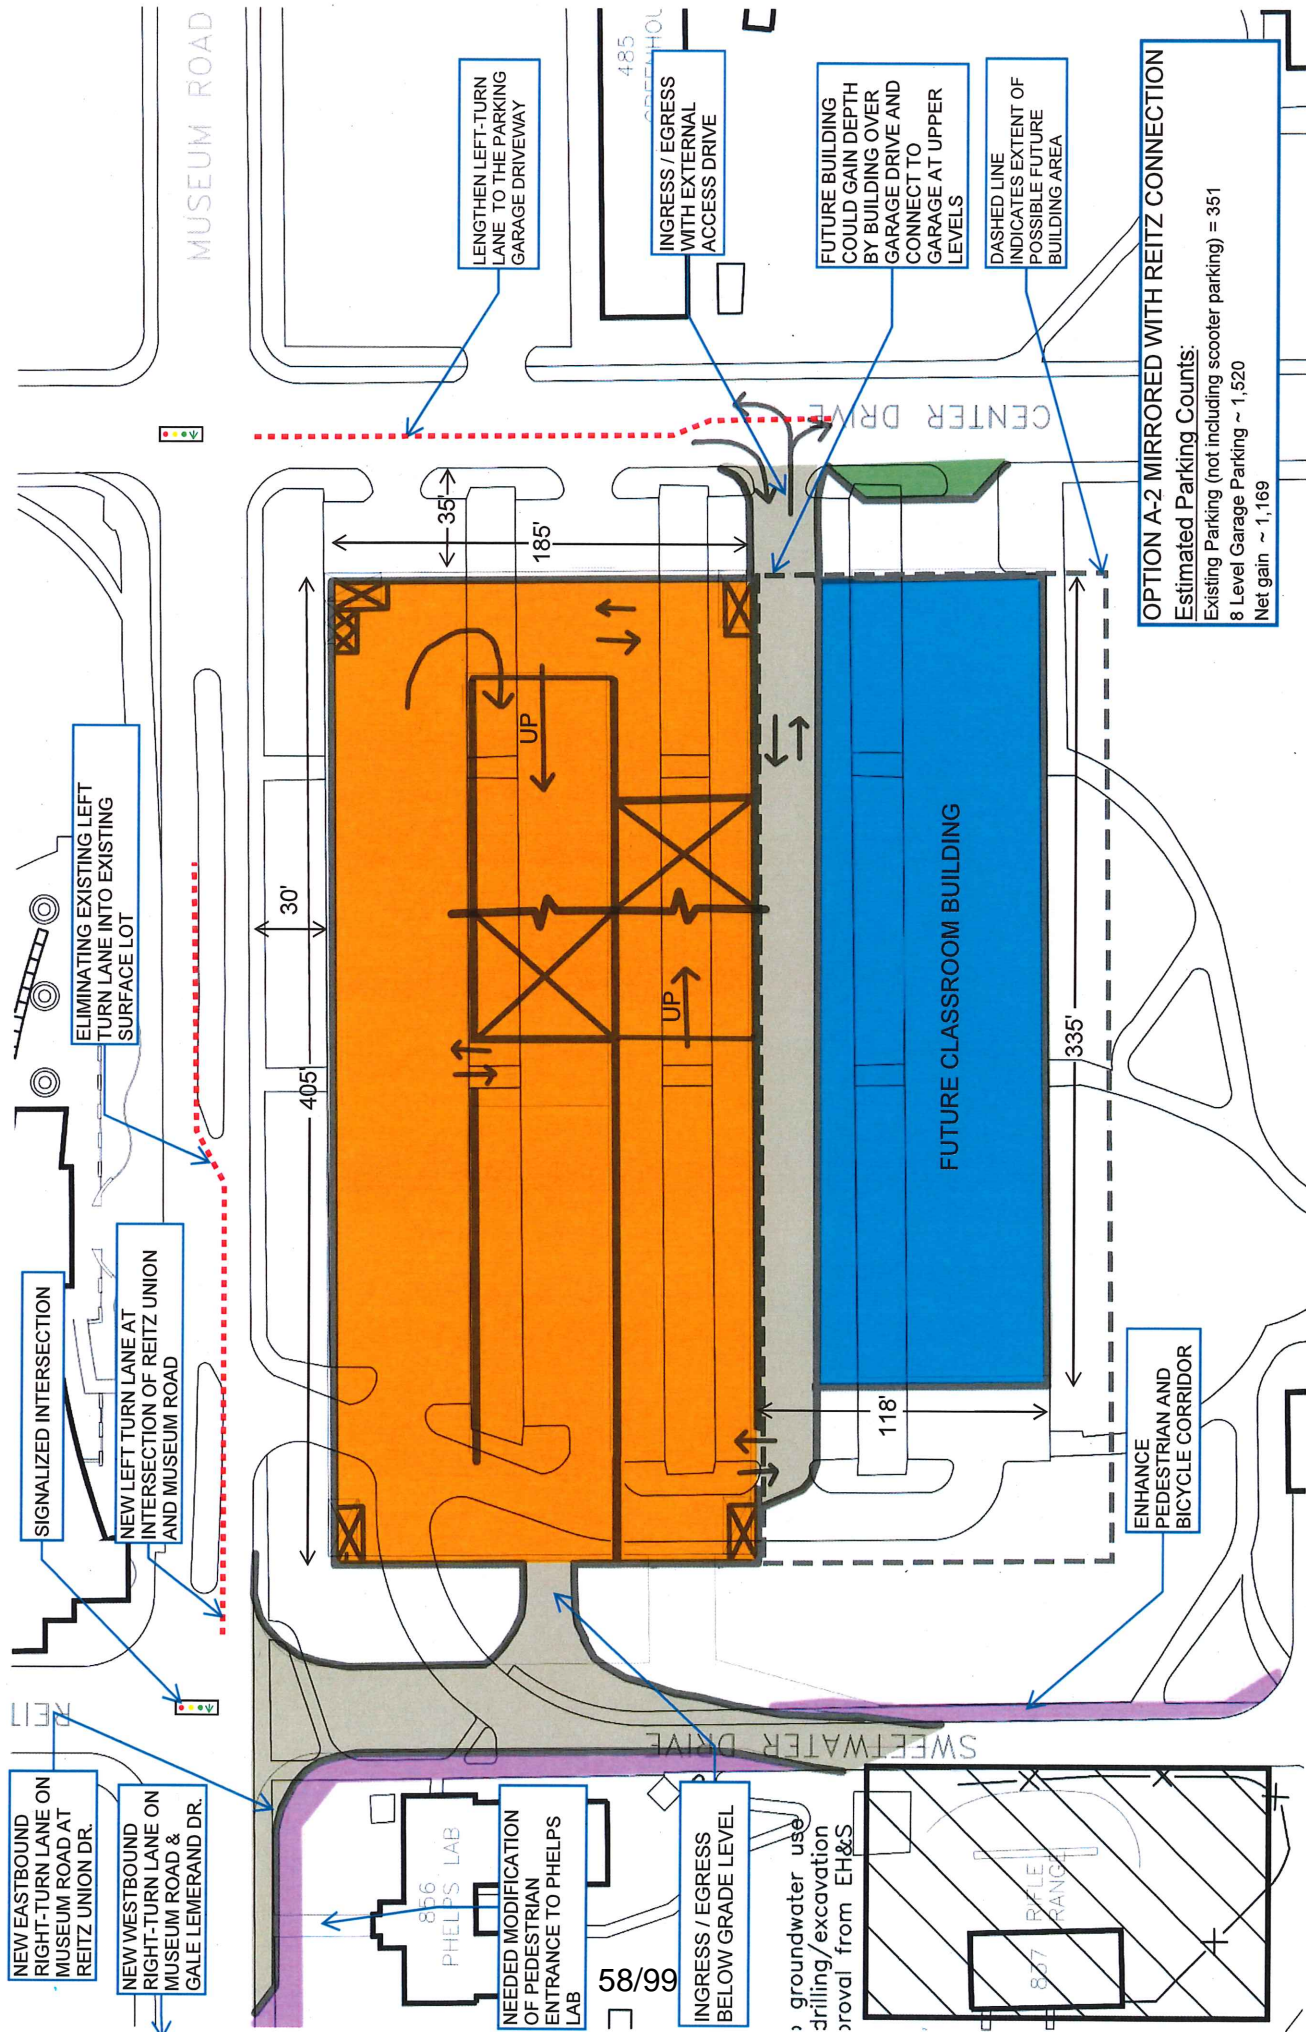 SIGNALIZED INTERSECTION
NEW LEFT TURN LANE AT
INTERSECTION OF REITZ UNION
AND MUSEUM ROAD
ELIMINATING EXISTING LEFT
TURN LANE INTO EXISTING
SURFACE LOT
MUSEUM ROAD
REIT
NEW EASTBOUND
RIGHT-TURN LANE ON
MUSEUM ROAD AT
REITZ UNION DR.
NEW WESTBOUND
RIGHT-TURN LANE ON
MUSEUM ROAD &
GALE LEMERAND DR.
30'
405'
35'
185'
UP
UP
LENGTHEN LEFT-TURN
LANE TO THE PARKING
GARAGE DRIVEWAY
485
INGRESS / EGRESS
WITH EXTERNAL
ACCESS DRIVE
FUTURE BUILDING
COULD GAIN DEPTH
BY BUILDING OVER
GARAGE DRIVE AND
CONNECT TO
GARAGE AT UPPER
LEVELS
CENTER DRIVE
DASHED LINE
INDICATES EXTENT OF
POSSIBLE FUTURE
BUILDING AREA
856
PHELPS LAB
NEEDED MODIFICATION
OF PEDESTRIAN
ENTRANCE TO PHELPS
LAB
58/99
INGRESS / EGRESS
BELOW GRADE LEVEL
SWEETWATER DRIVE
FUTURE CLASSROOM BUILDING
118'
335'
groundwater use
drilling/excavation
proval from EH&S
837
RIFLE
RANGE
ENHANCE
PEDESTRIAN AND
BICYCLE CORRIDOR
OPTION A-2 MIRRORED WITH REITZ CONNECTION
Estimated Parking Counts:
Existing Parking (not including scooter parking) = 351
8 Level Garage Parking ~ 1,520
Net gain ~ 1,169